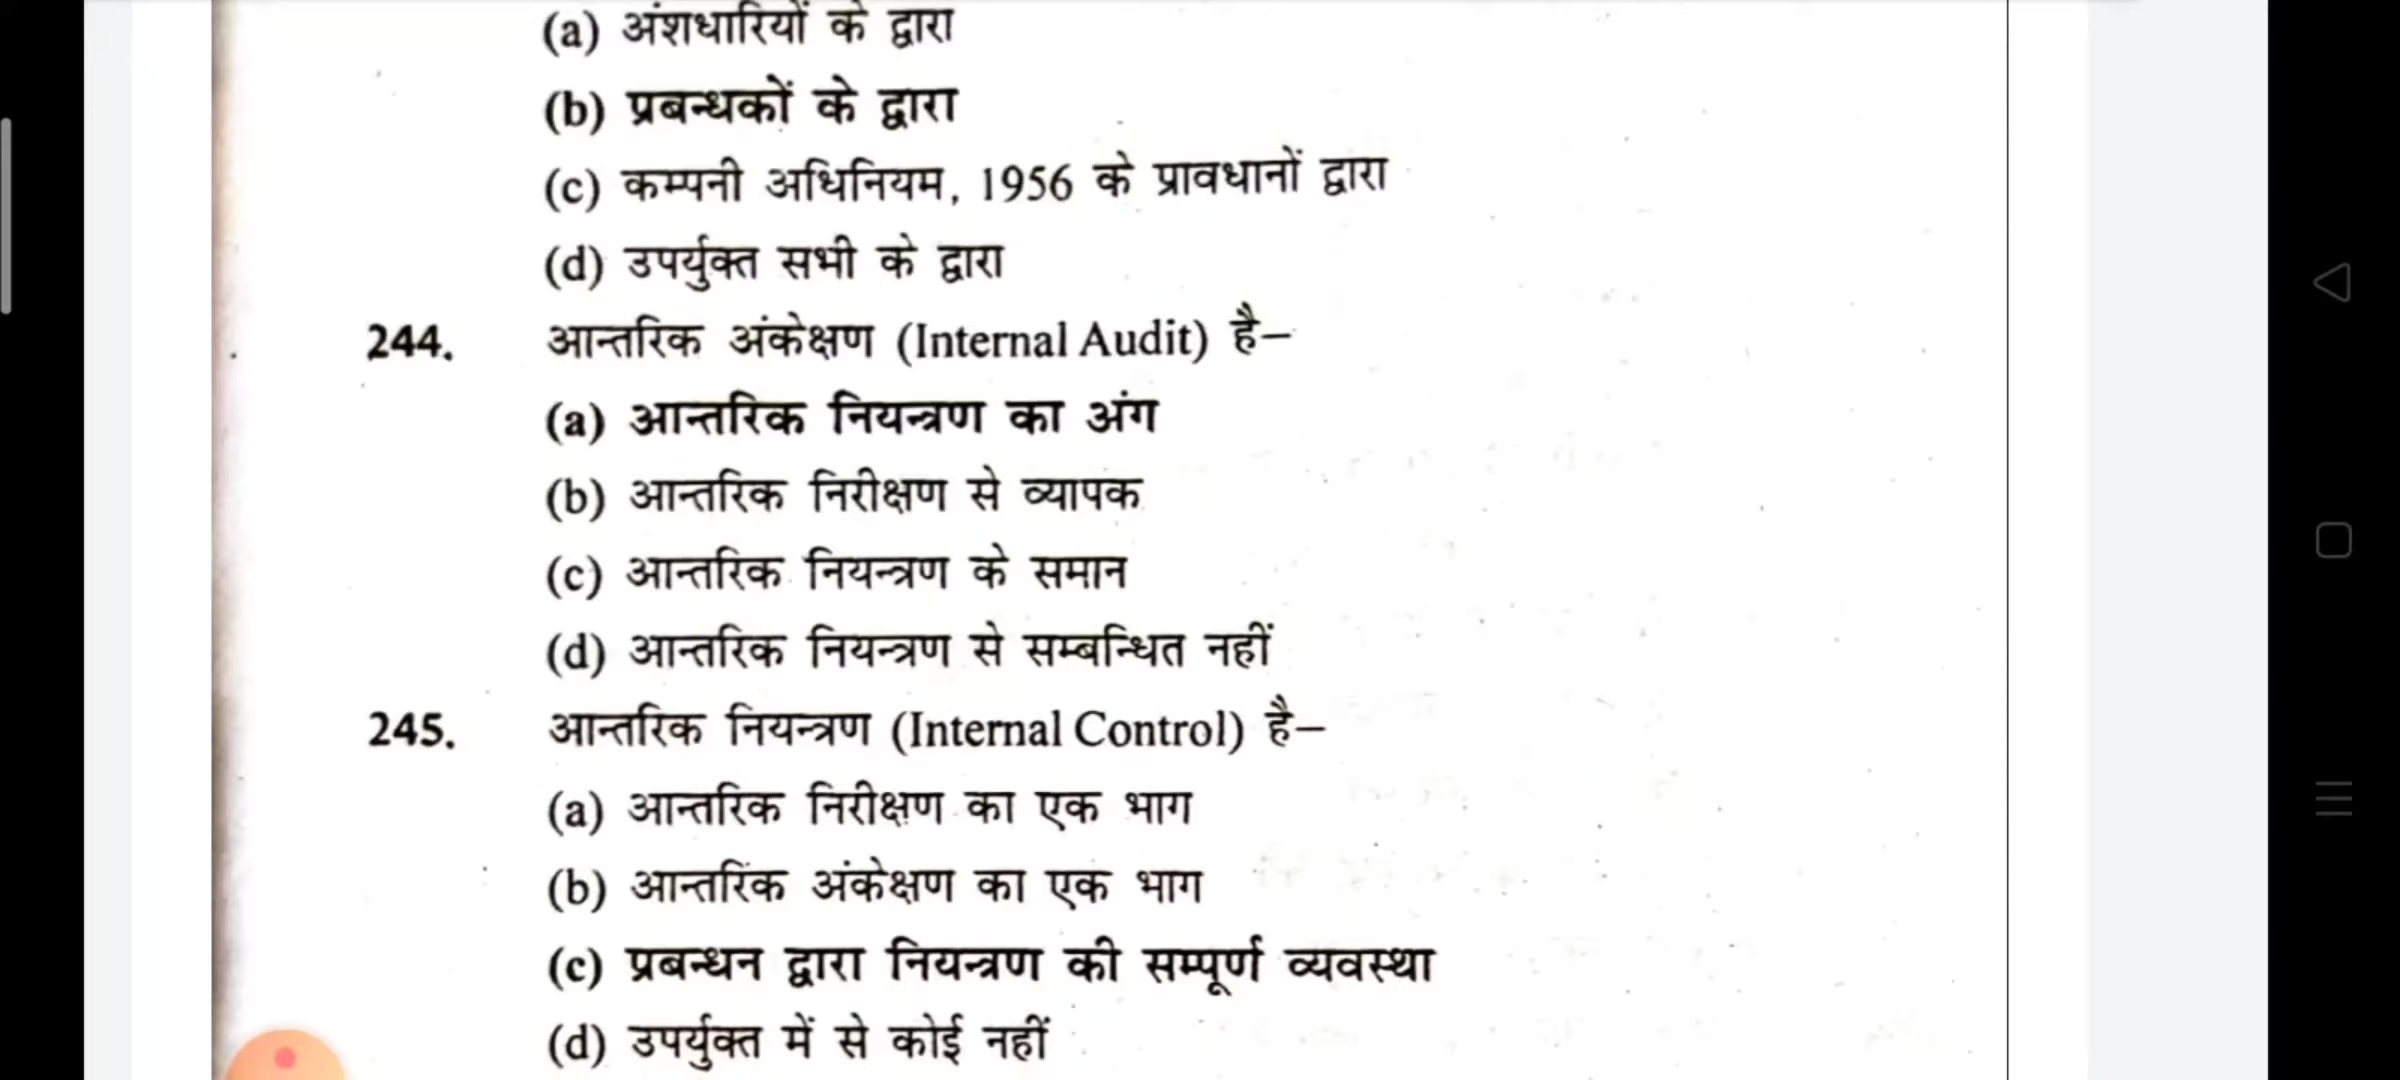 (a) अंशधारियों के द्वारा
(b) प्रबन्धकों के द्वारा
(c) कम्पनी अधिनियम, 1956 के प्रावधानों द्वारा
(d) उपर्युक्त सभी के द्वारा
244. आन्तरिक अंकेक्षण (Internal Audit) है–
(a) आन्तरिक नियन्त्रण का अंग
(b) आन्तरिक निरीक्षण से व्यापक
(c) आन्तरिक नियन्त्रण के समान
(d) आन्तरिक नियन्त्रण से सम्बन्धित नहीं
245. आन्तरिक नियन्त्रण (Internal Control) है–
(a) आन्तरिक निरीक्षण का एक भाग
(b) आन्तरिक अंकेक्षण का एक भाग
(c) प्रबन्धन द्वारा नियन्त्रण की सम्पूर्ण व्यवस्था
(d) उपर्युक्त में से कोई नहीं